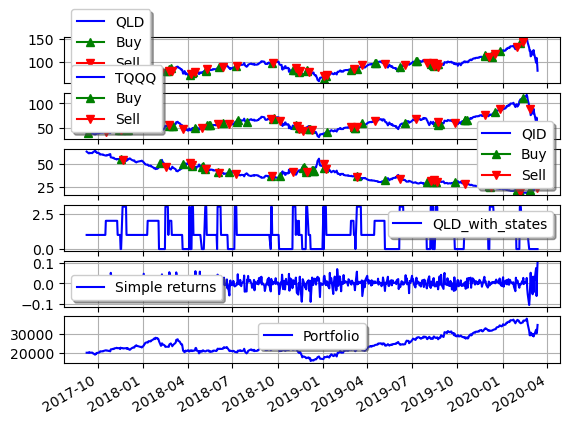 QLD
Buy
Sell
150
100
TQQQ
Buy
Sell
100
50
QID
Buy
Sell
50
25
QLD_with_states
2.5
0.0
Simple returns
0.1
0.0
−0.1
Portfolio
30000
20000
2017-10
2018-01
2018-04
2018-07
2018-10
2019-01
2019-04
2019-07
2019-10
2020-01
2020-04